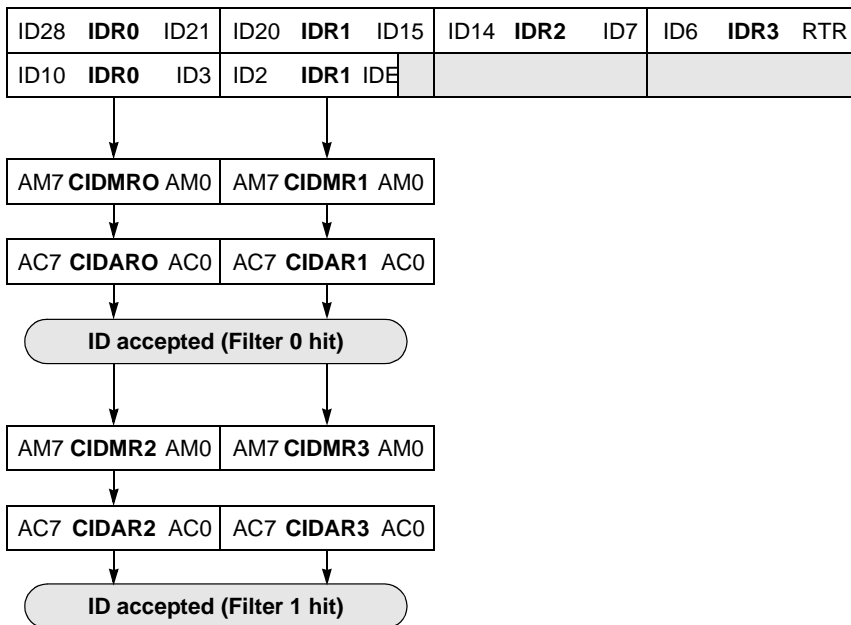 ID28 IDR0 ID21 ID20 IDR1 ID15 ID14 IDR2 ID7 ID6 IDR3 RTR
ID10 IDR0 ID3 ID2 IDR1 IDE
AM7 CIDMRO AM0 AM7 CIDMR1 AM0
AC7 CIDARO AC0 AC7 CIDAR1 AC0
ID accepted (Filter 0 hit)
AM7 CIDMR2 AM0 AM7 CIDMR3 AM0
AC7 CIDAR2 AC0 AC7 CIDAR3 AC0
ID accepted (Filter 1 hit)